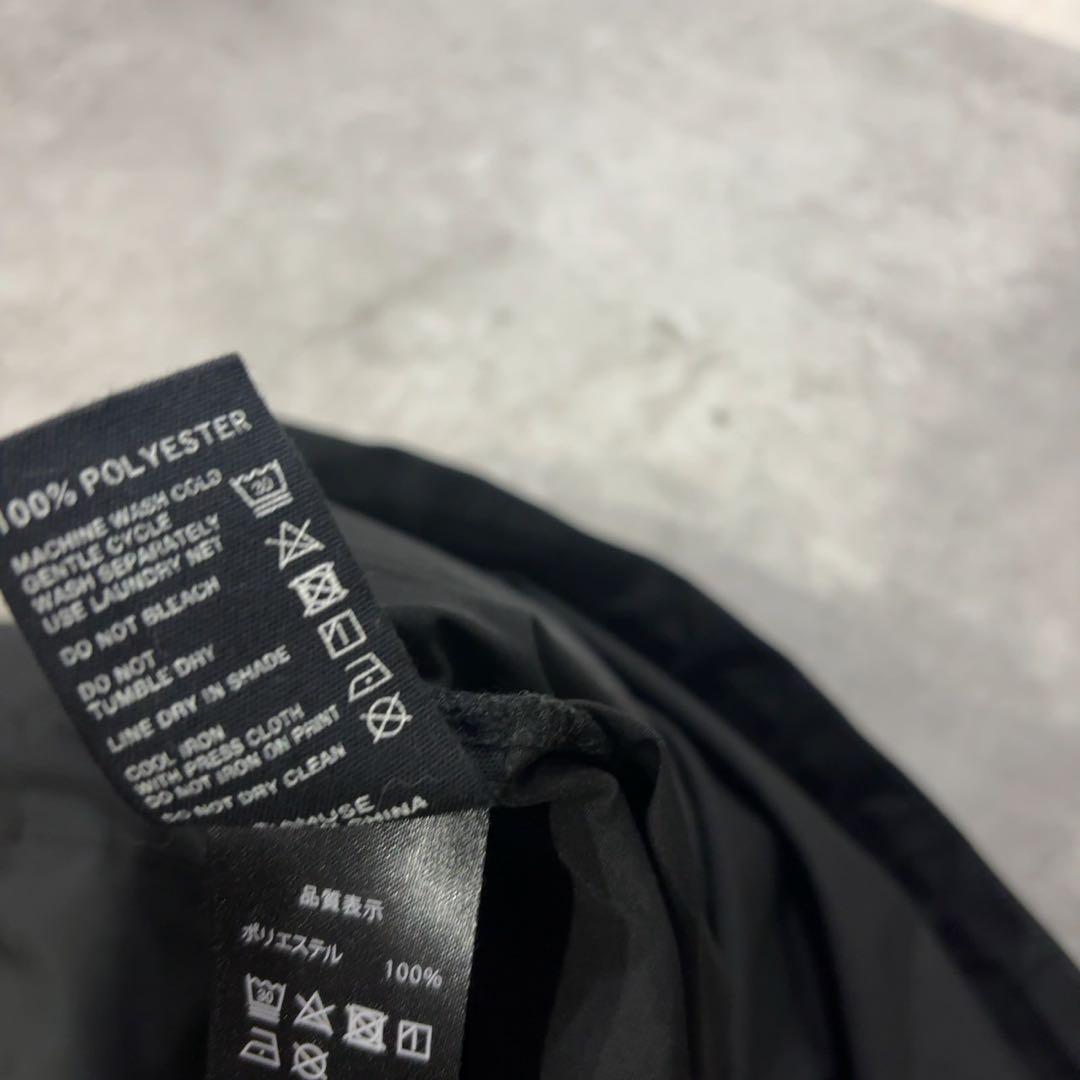 100% POLYESTER
MACHINE WASH COLD
GENTLE CYCLE
WASH SEPARATELY
USE LAUNDRY NET
DO NOT BLEACH
DO NOT
TUMBLE DRY
LINE DRY IN SHADE
COOL IRON
WITH PRESS CLOTH
DO NOT IRON ON PRINT
DO NOT DRY CLEAN
30
品質表示
ポリエステル 100%
30